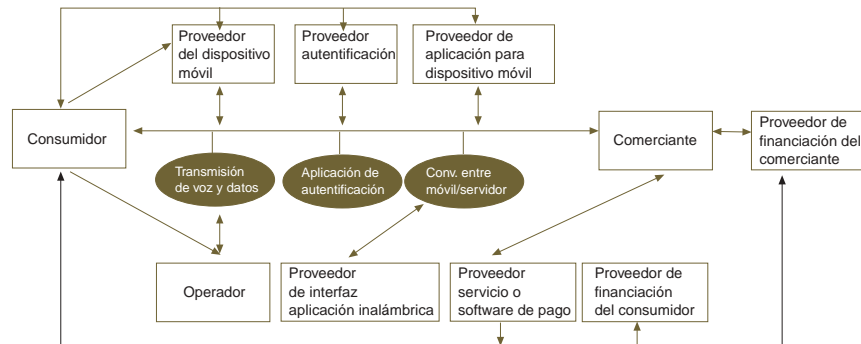 Proveedor
del dispositivo
móvil
Proveedor
autentificación
Proveedor de
aplicación para
dispositivo móvil
Consumidor
Comerciante
Proveedor de
financiación del
comerciante
Transmisión
de voz y datos
Aplicación de
autentificación
Conv. entre
móvil/servidor
Operador
Proveedor
de interfaz
aplicación inalámbrica
Proveedor
servicio o
software de pago
Proveedor de
financiación
del consumidor